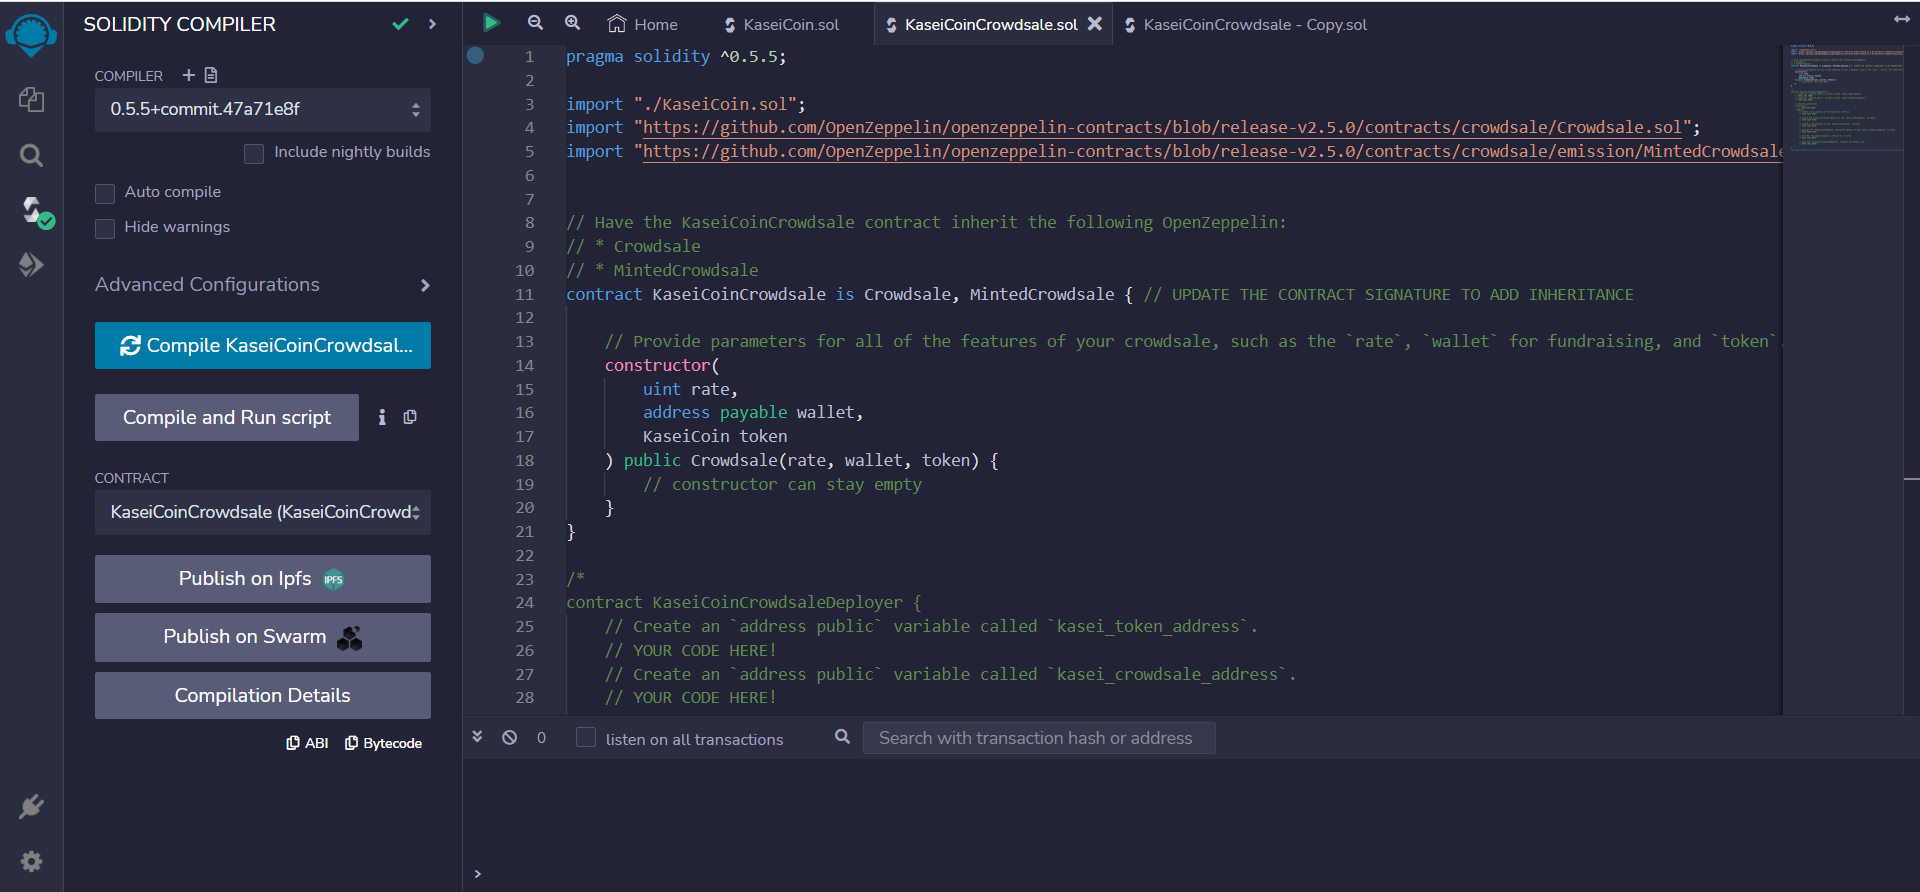 SOLIDITY COMPILER
COMPILER
0.5.5+commit.47a71e8f
Include nightly builds
Auto compile
Hide warnings
Advanced Configurations
Compile KaseiCoinCrowdsal...
Compile and Run script
CONTRACT
KaseiCoinCrowdsale (KaseiCoinCrowd
Publish on Ipfs IPFS
Publish on Swarm
Compilation Details
ABI Bytecode
Home KaseiCoin.sol KaseiCoinCrowdsale.sol KaseiCoinCrowdsale - Copy.sol
1 pragma solidity ^0.5.5;
2
3 import "./KaseiCoin.sol";
4 import "https://github.com/OpenZeppelin/openzeppelin-contracts/blob/release-v2.5.0/contracts/crowdsale/Crowdsale.sol";
5 import "https://github.com/OpenZeppelin/openzeppelin-contracts/blob/release-v2.5.0/contracts/crowdsale/emission/MintedCrowdsale
6
7
8 // Have the KaseiCoinCrowdsale contract inherit the following OpenZeppelin:
9 // * Crowdsale
10 // * MintedCrowdsale
11 contract KaseiCoinCrowdsale is Crowdsale, MintedCrowdsale { // UPDATE THE CONTRACT SIGNATURE TO ADD INHERITANCE
12
13 // Provide parameters for all of the features of your crowdsale, such as the `rate`, `wallet` for fundraising, and `token`.
14 constructor(
15 uint rate,
16 address payable wallet,
17 KaseiCoin token
18 ) public Crowdsale(rate, wallet, token) {
19 // constructor can stay empty
20 }
21 }
22
23 /*
24 contract KaseiCoinCrowdsaleDeployer {
25 // Create an `address public` variable called `kasei_token_address`.
26 // YOUR CODE HERE!
27 // Create an `address public` variable called `kasei_crowdsale_address`.
28 // YOUR CODE HERE!
0 listen on all transactions Search with transaction hash or address
>